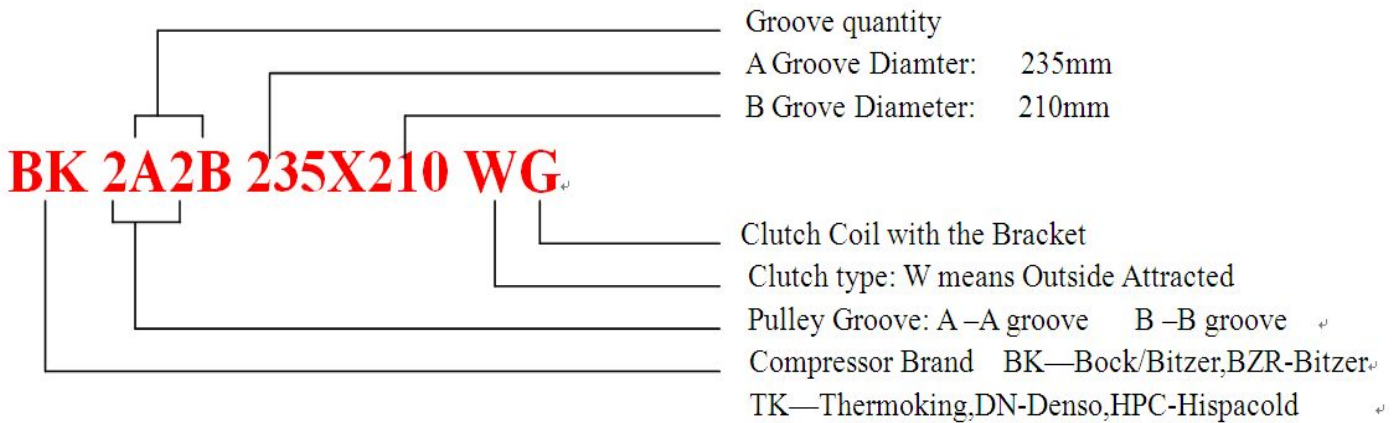 Groove quantity
A Groove Diamter: 235mm
B Grove Diameter: 210mm
BK 2A2B 235X210 WG
Clutch Coil with the Bracket
Clutch type: W means Outside Attracted
Pulley Groove: A –A groove B –B groove
Compressor Brand BK—Bock/Bitzer,BZR-Bitzer
TK—Thermoking,DN-Denso,HPC-Hispacold